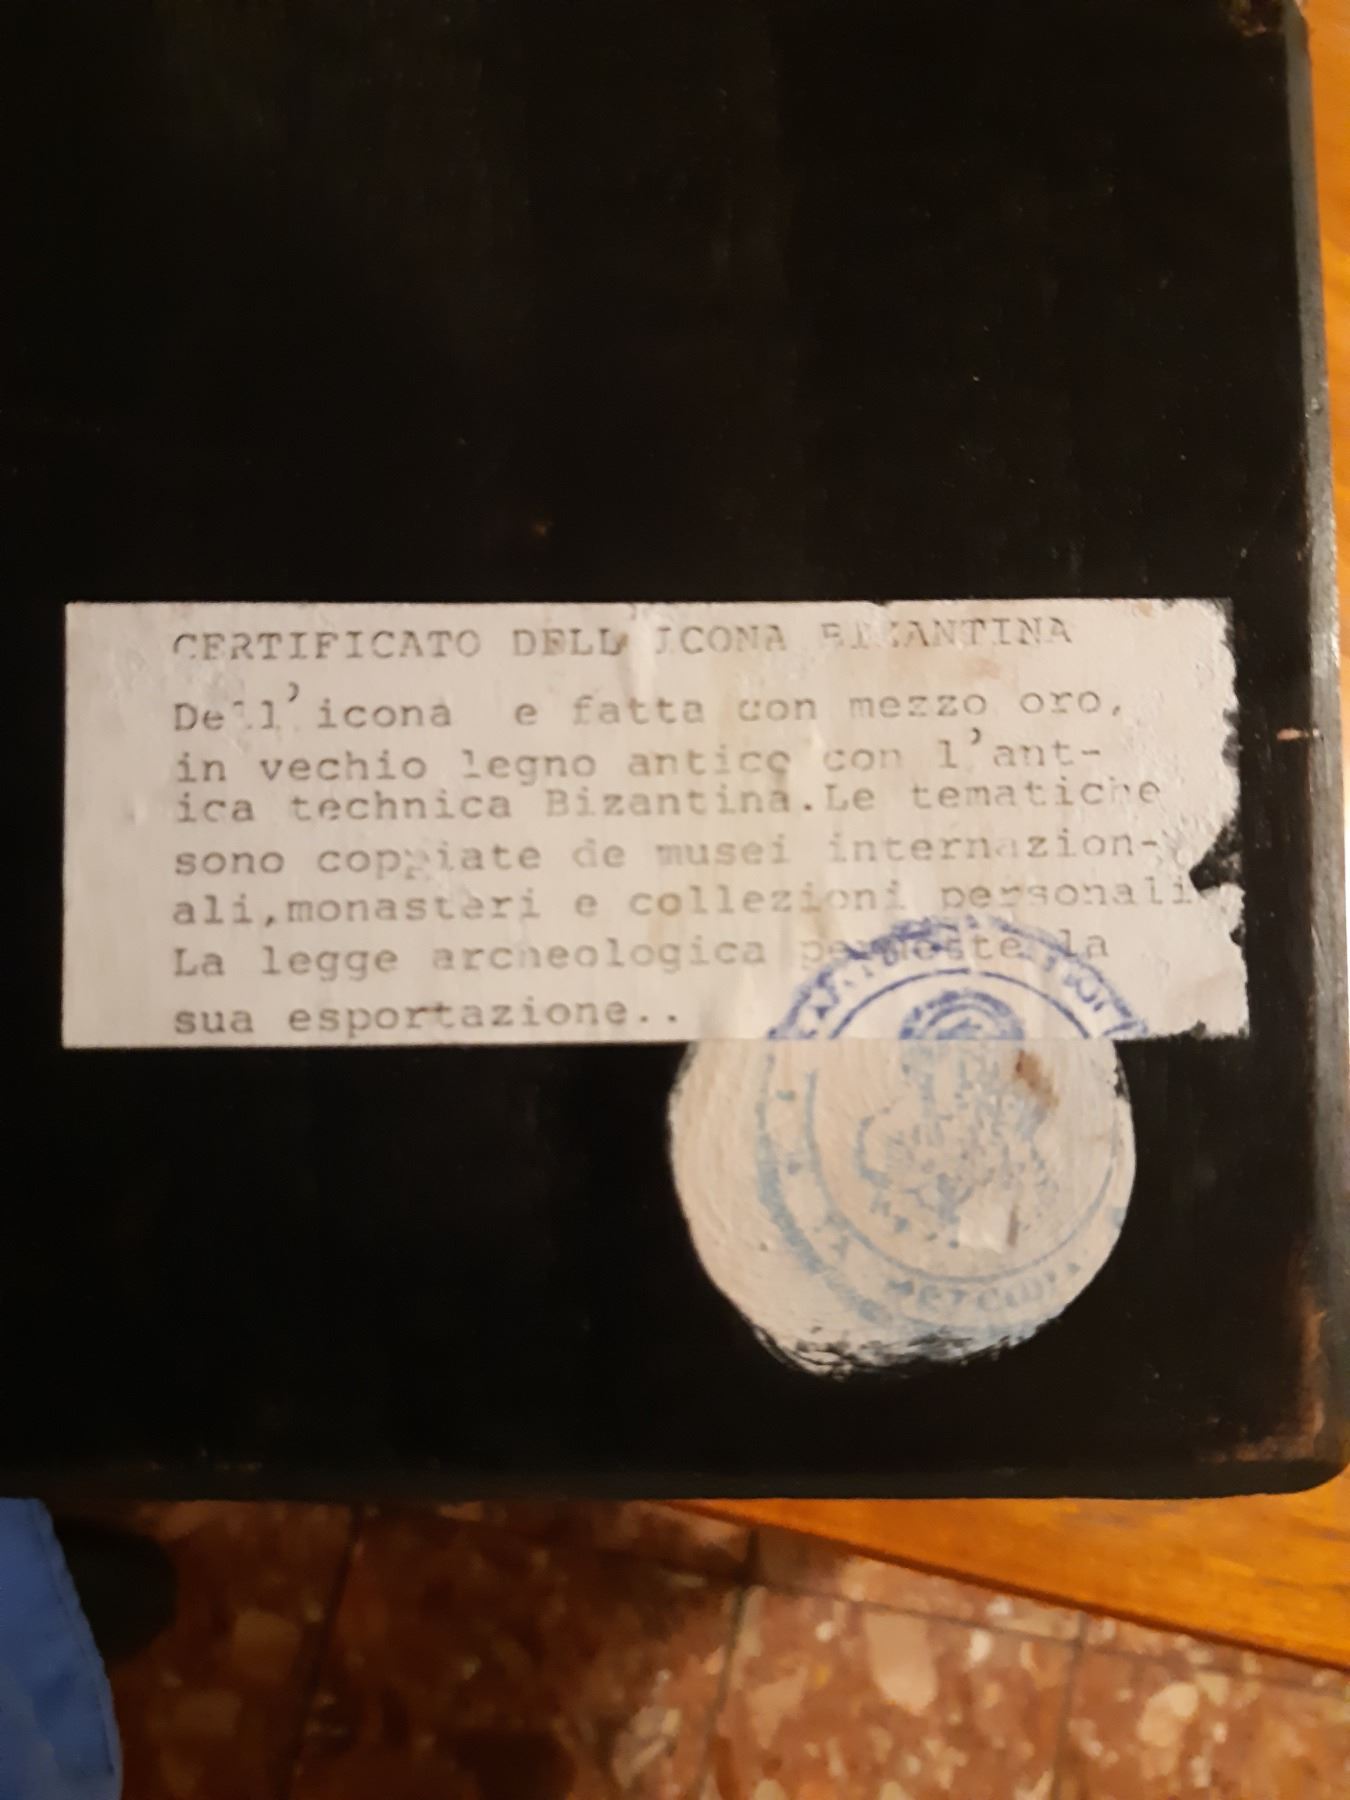 CERTIFICATO DELL'ICONA BIZANTINA
Dell'icona e fatta con mezzo oro,
in vechio legno antico con l'ant-
ica technica Bizantina.Le tematiche
sono coppiate de musei internazion-
ali,monasteri e collezioni personali
La legge archeologica la
sua esportazione..